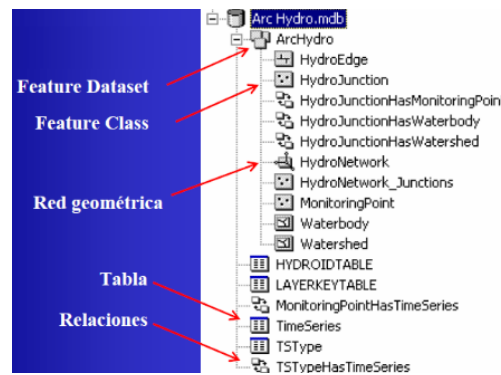 Arc Hydro.mdb
ArcHydro
HydroEdge
Feature Dataset
HydroJunction
HydroJunctionHasMonitoringPoin
Feature Class
HydroJunctionHasWaterbody
HydroJunctionHasWatershed
HydroNetwork
HydroNetwork_Junctions
Red geométrica
MonitoringPoint
Waterbody
Watershed
HYDROIDTABLE
Tabla
LAYERKEYTABLE
MonitoringPointHasTimeSeries
Relaciones
TimeSeries
TSType
TSTypeHasTimeSeries